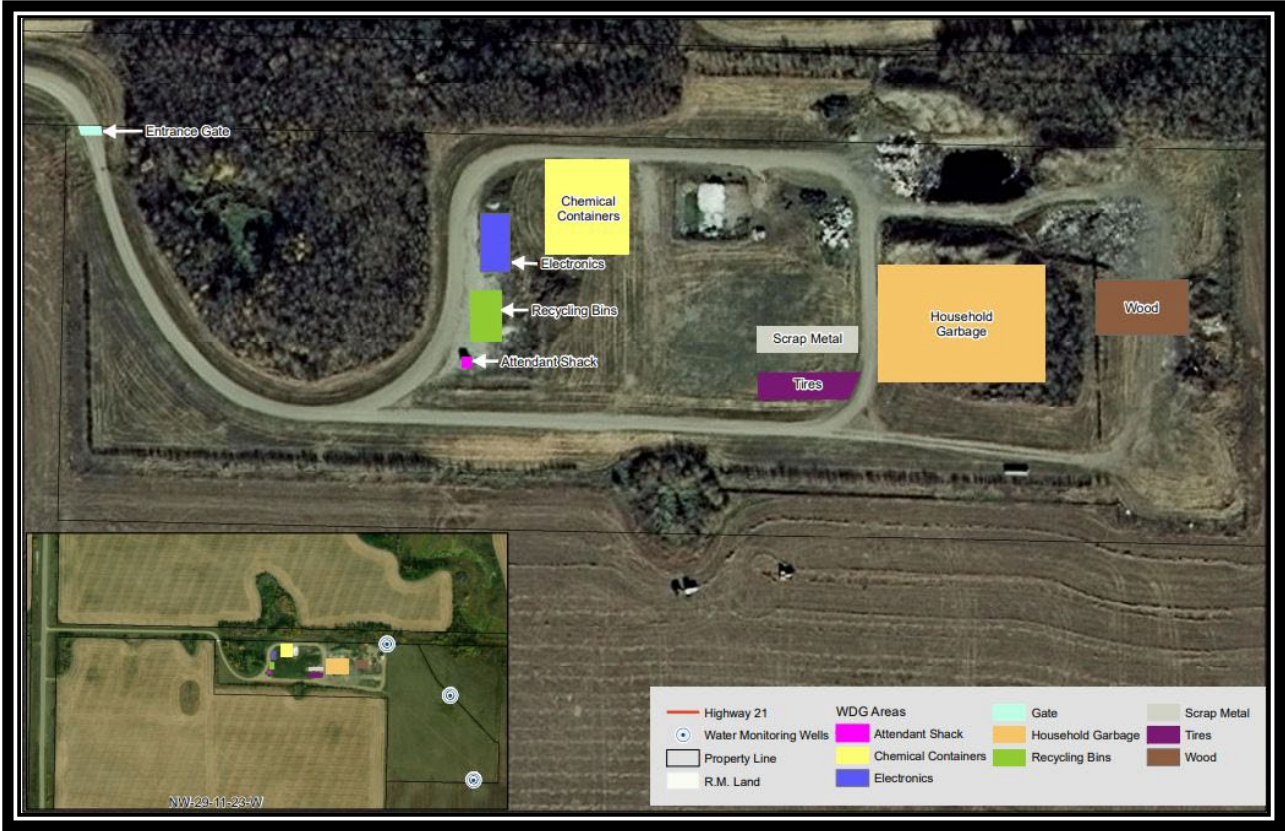 Entrance Gate
Chemical
Containers
Electronics
Recycling Bins
Attendant Shack
Household
Garbage
Wood
Scrap Metal
Tires
NW-29-11-23-W
Highway 21
Water Monitoring Wells
Property Line
R.M. Land
WDG Areas
Attendant Shack
Chemical Containers
Electronics
Gate
Household Garbage
Recycling Bins
Scrap Metal
Tires
Wood